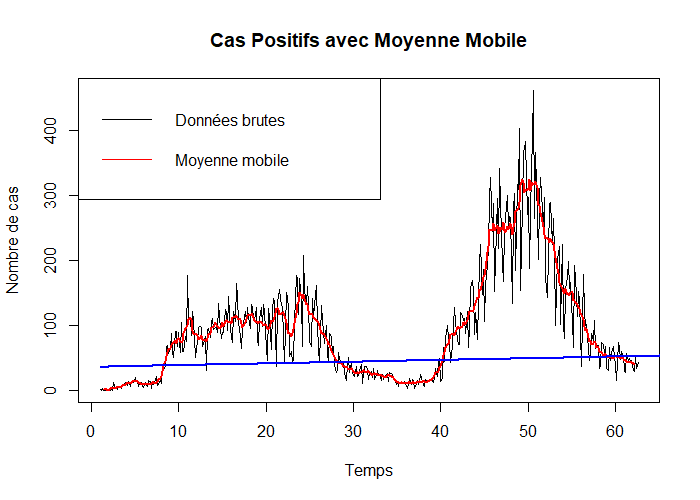 Cas Positifs avec Moyenne Mobile
Données brutes
Moyenne mobile
Nombre de cas
400
300
200
100
0
0 10 20 30 40 50 60
Temps